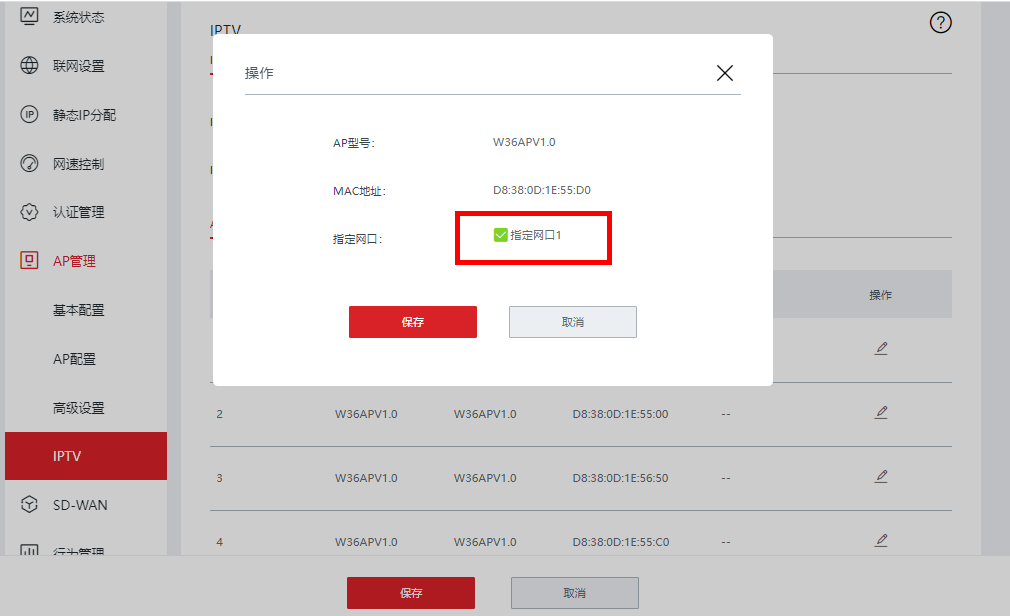 系统状态
联网设置
IP
静态IP分配
网速控制
认证管理
AP管理
基本配置
AP配置
高级设置
IPTV
SD-WAN
行为管理
IPTV
?
操作
AP型号：
W36APV1.0
MAC地址：
D8:38:0D:1E:55:D0
指定网口：
指定网口1
保存
取消
操作
2 W36APV1.0 W36APV1.0 D8:38:0D:1E:55:00 --
3 W36APV1.0 W36APV1.0 D8:38:0D:1E:56:50 --
4 W36APV1.0 W36APV1.0 D8:38:0D:1E:55:C0 --
保存
取消